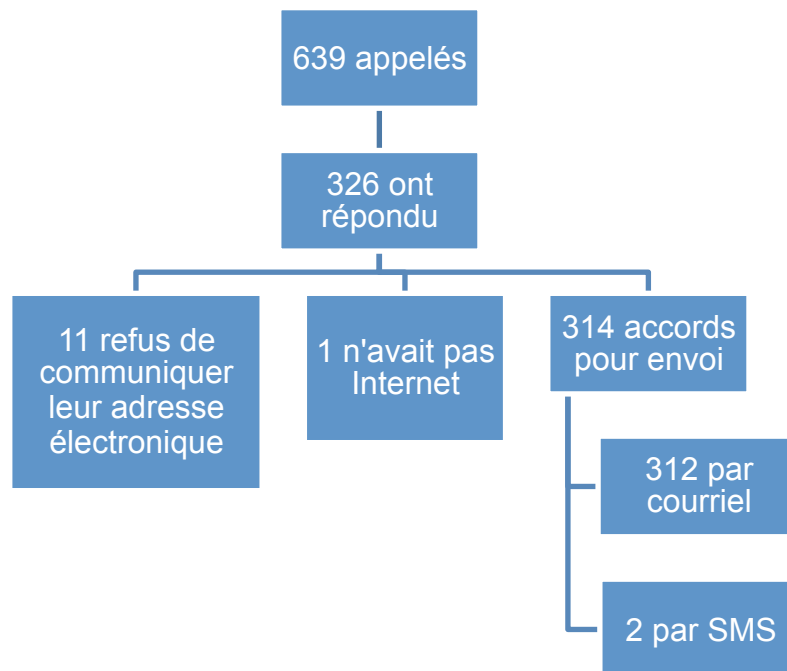 639 appelés
326 ont
répondu
11 refus de
communiquer
leur adresse
électronique
1 n'avait pas
Internet
314 accords
pour envoi
312 par
courriel
2 par SMS